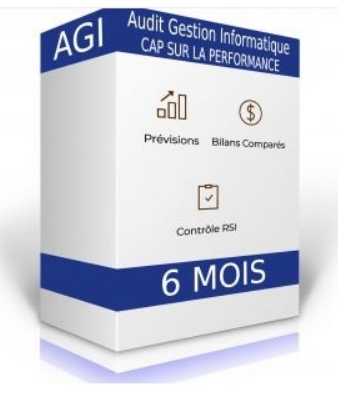 AGI
Audit Gestion Informatique
CAP SUR LA PERFORMANCE
$
Prévisions
Bilans Comparés
Contrôle RSI
6 MOIS